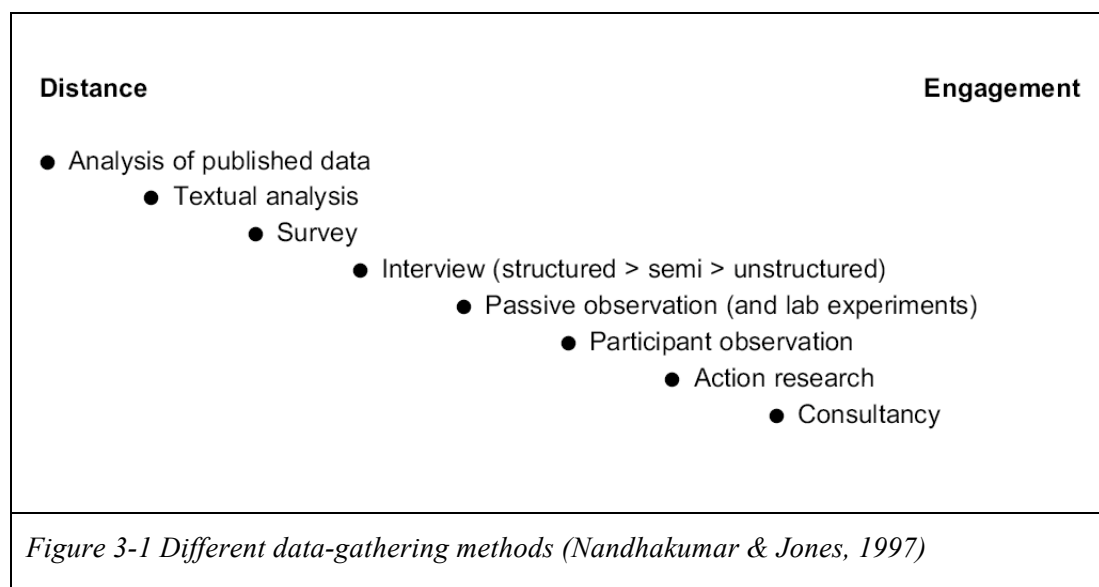 Distance Engagement
● Analysis of published data
● Textual analysis
● Survey
● Interview (structured > semi > unstructured)
● Passive observation (and lab experiments)
● Participant observation
● Action research
● Consultancy
Figure 3-1 Different data-gathering methods (Nandhakumar & Jones, 1997)